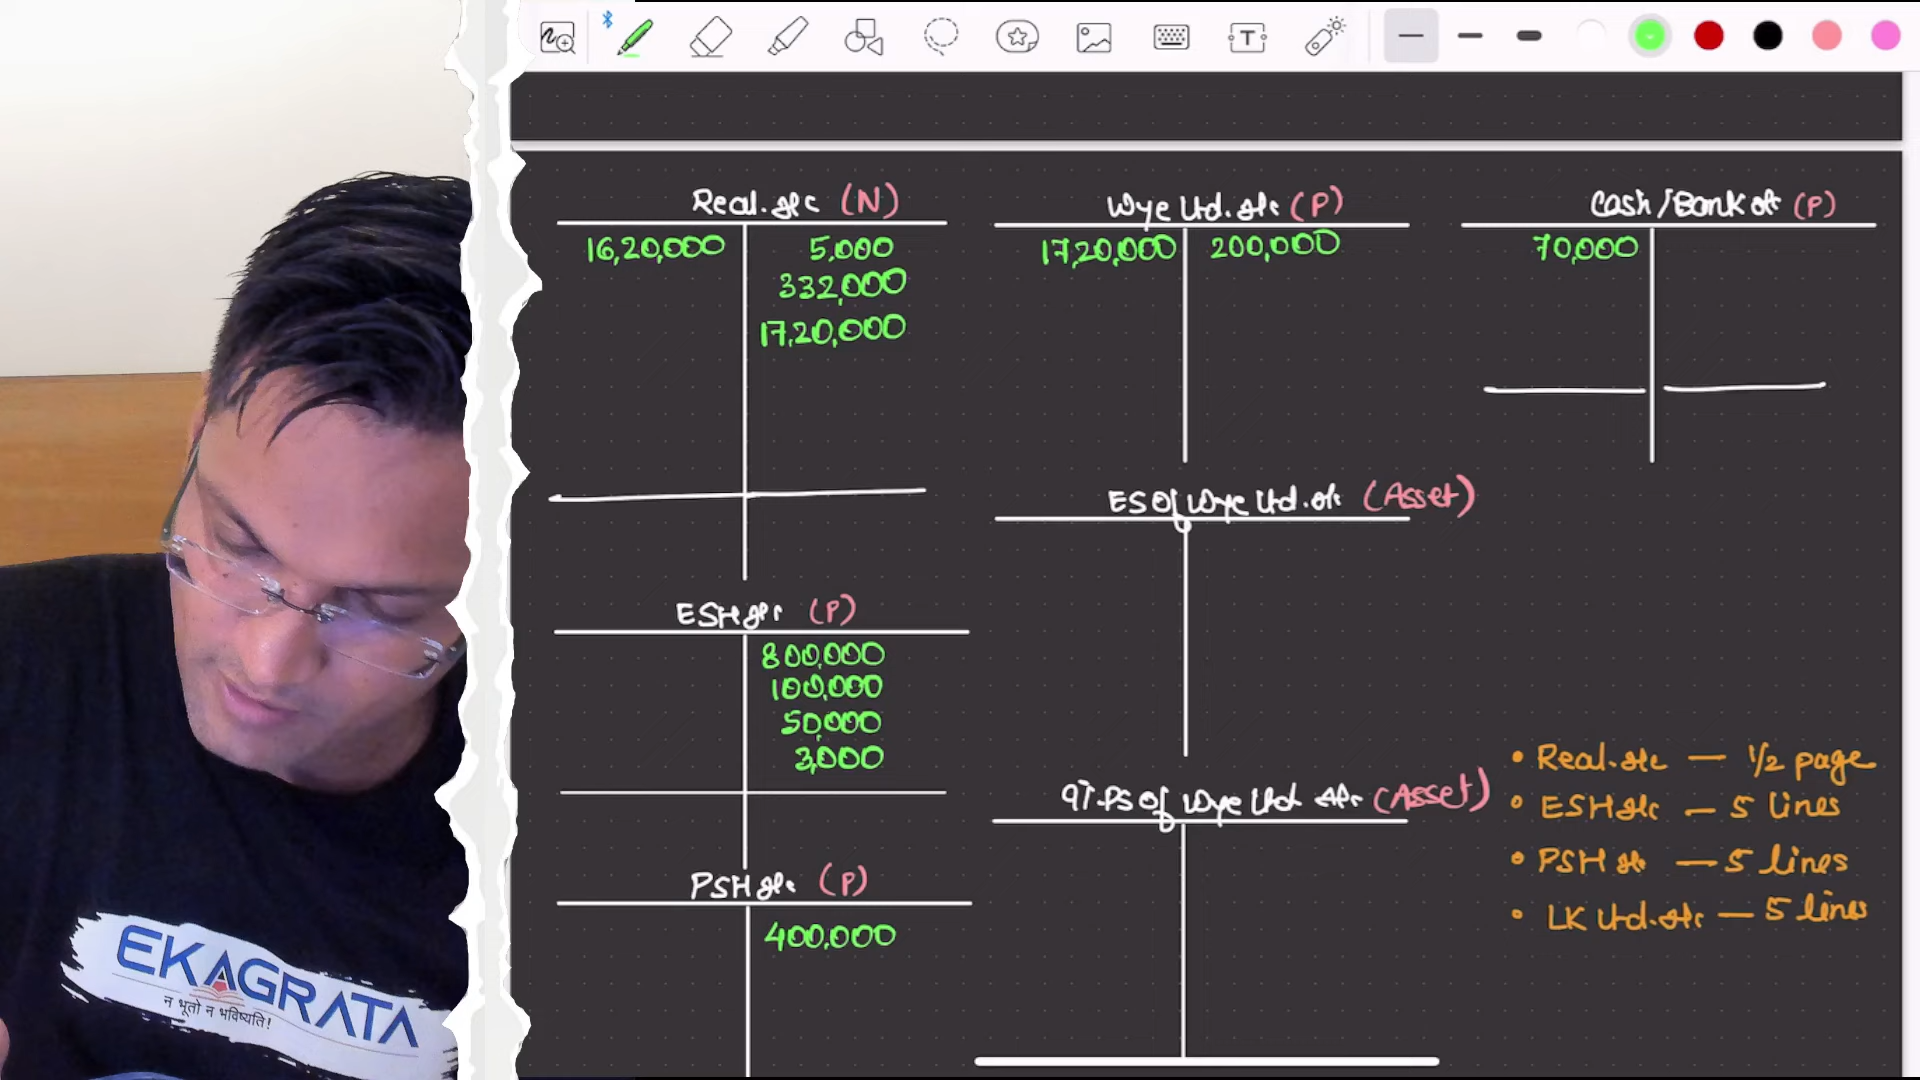 Real. a/c (N)
16,20,000 5,000
332,000
17,20,000
ESH a/c (P)
800,000
100,000
50,000
3,000
PSH a/c (P)
400,000
Wye Ltd. a/c (P)
17,20,000 200,000
ES Of Wye Ltd. a/c (Asset)
9% PS Of Wye Ltd a/c (Asset)
Cash/Bank a/c (P)
70,000
• Real. a/c — 1/2 page
• ESH a/c — 5 lines
• PSH a/c — 5 lines
• LK Ltd. a/c — 5 lines
EKAGRATA
न भूतो न भविष्यति!
T